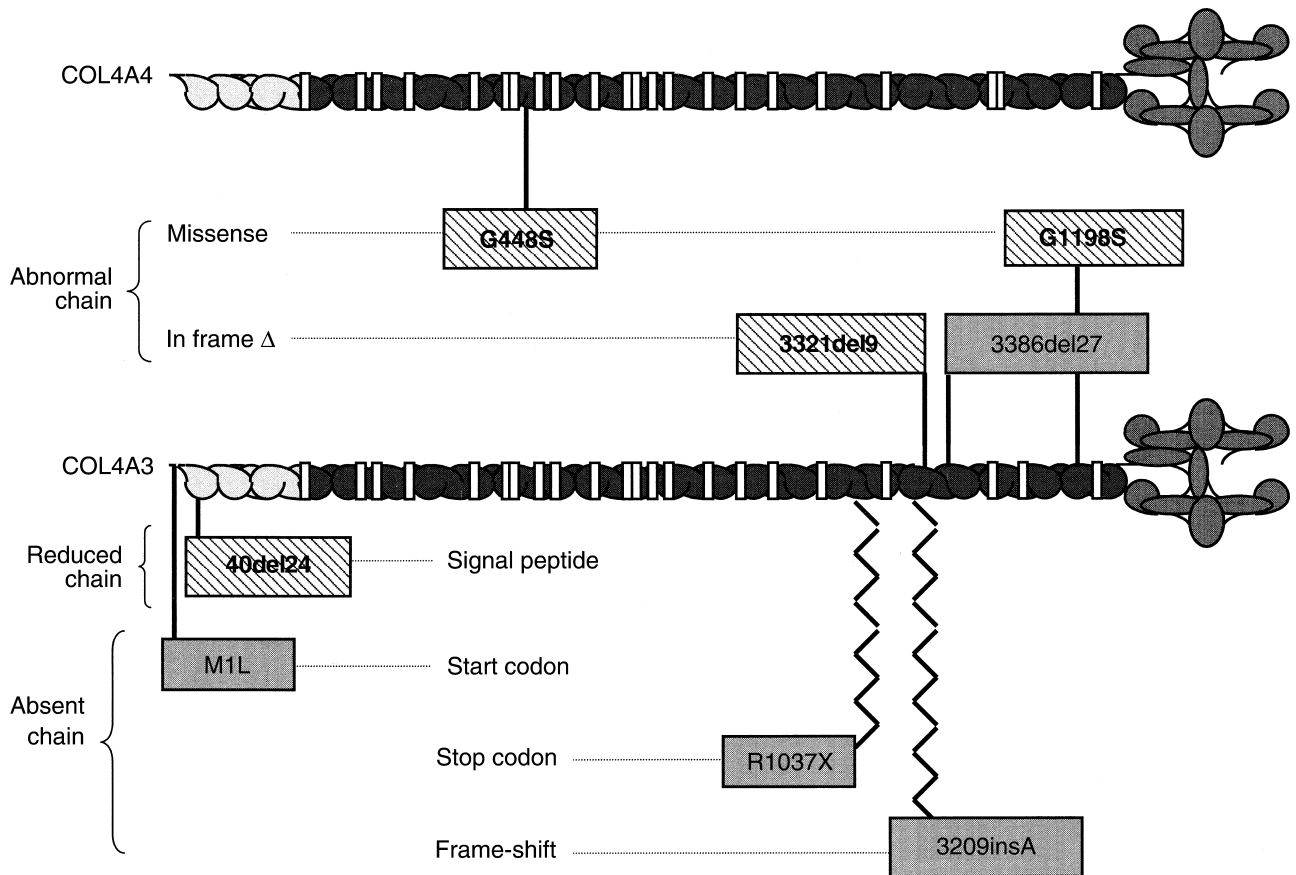 COL4A4
Missense
G448S
G1198S
Abnormal
chain
In frame Δ
3321del9
3386del27
COL4A3
Reduced
chain
40del24
Signal peptide
M1L
Start codon
Absent
chain
Stop codon
R1037X
Frame-shift
3209insA